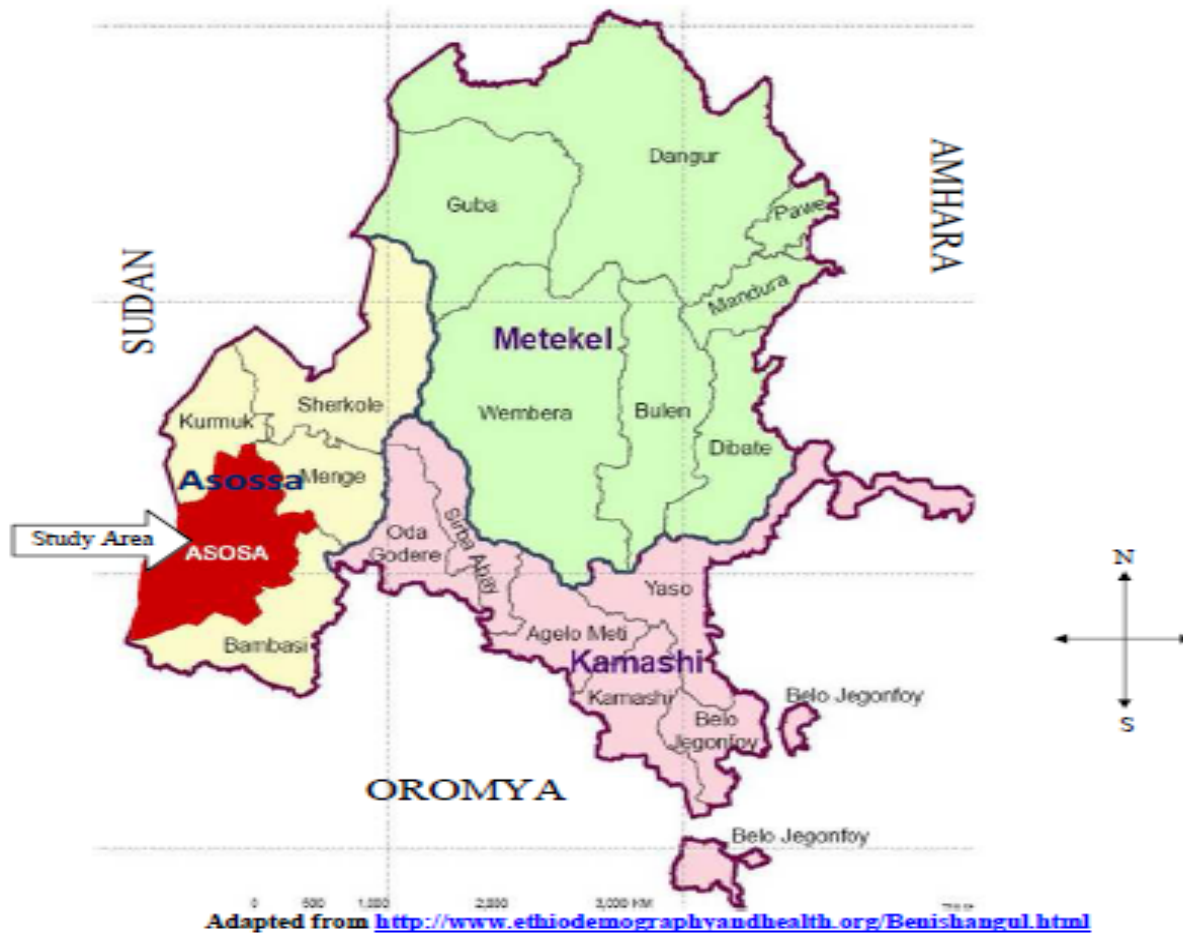 Dangur
AMHARA
Pawe
Guba
SUDAN
Mandura
Metekel
Sherkole
Wembera
Bulen
Kurmuk
Dibate
Asossa
Menge
Study Area
ASOSA
Oda
Godere
Sirba Abay
N
Yaso
Agelo Meti
Bambasi
Kamashi
Kamashi
Belo Jegonfoy
Belo
Jegonfoy
S
OROMYA
Belo Jegonfoy
0 500 1,000 2,000 3,000 KM
Adapted from http://www.ethiodemographyandhealth.org/Benishangul.html